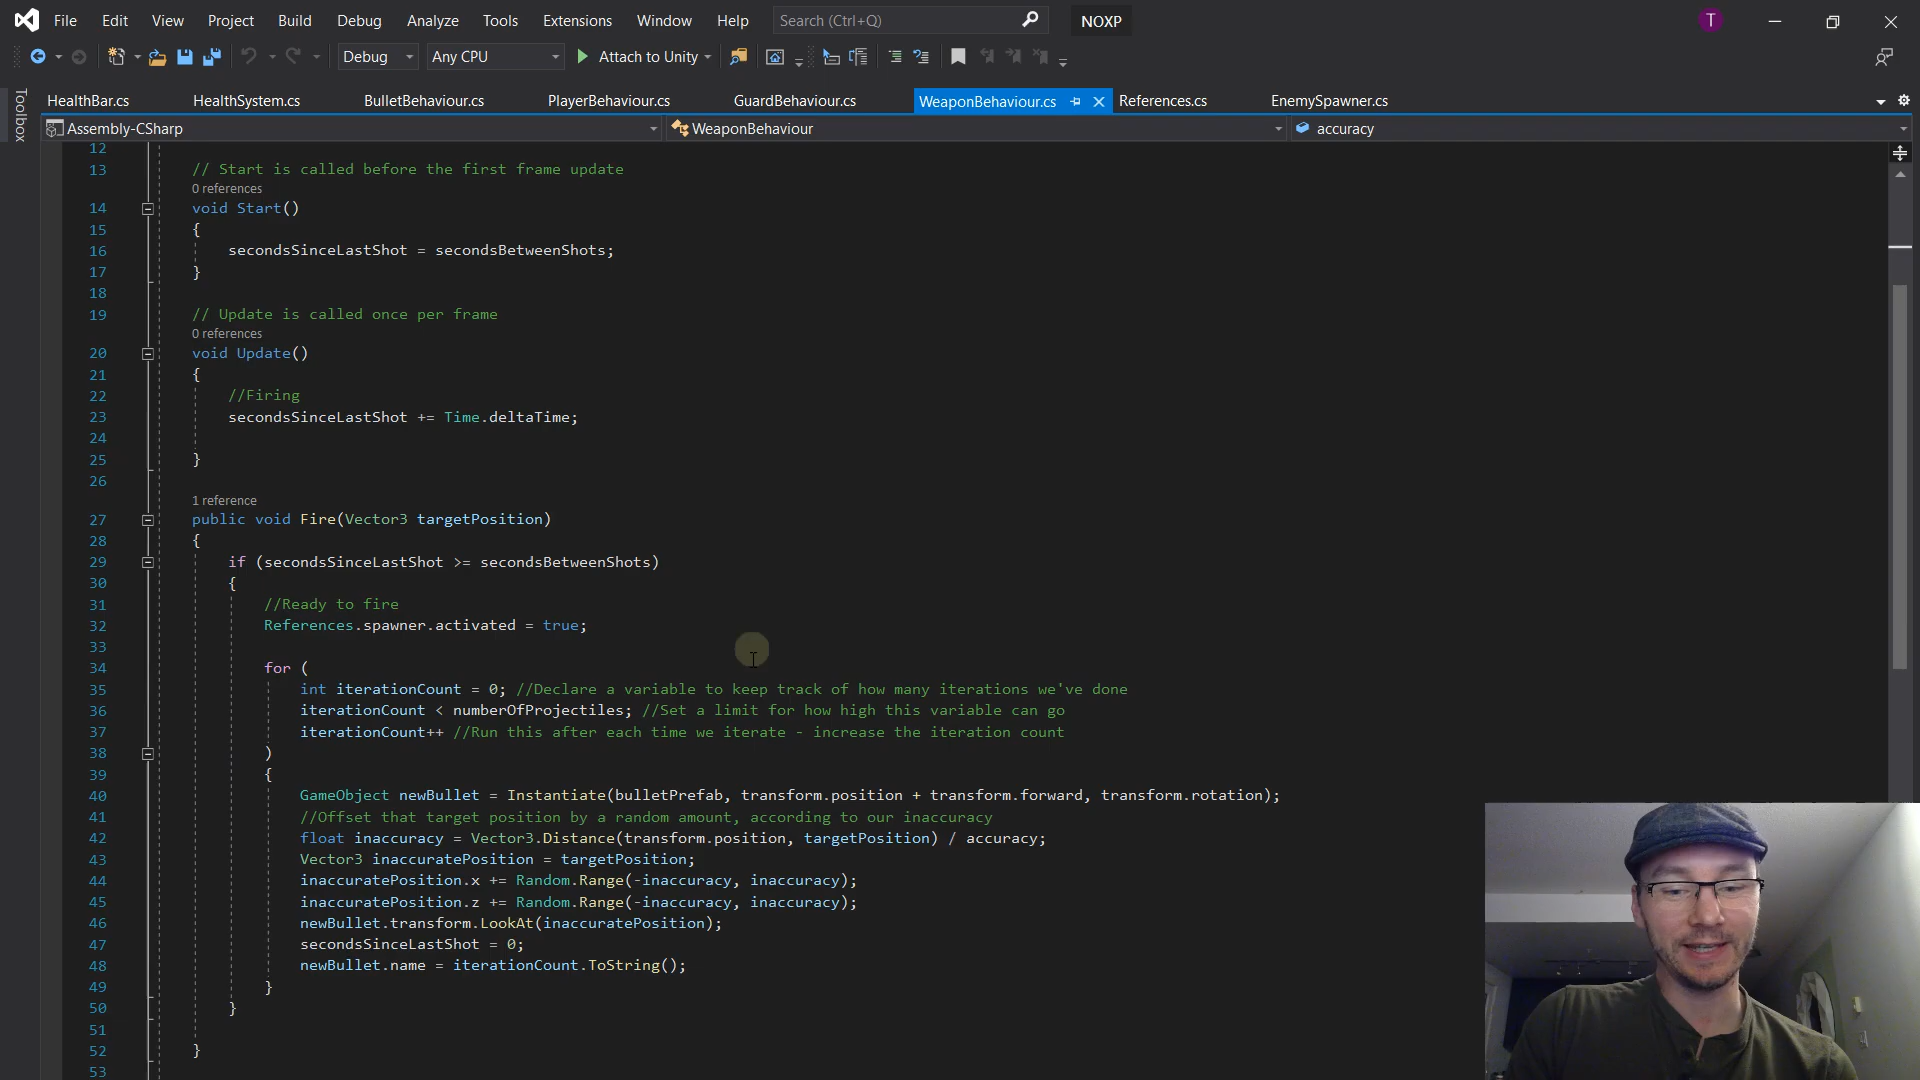 File Edit View Project Build Debug Analyze Tools Extensions Window Help Search (Ctrl+Q) NOXP T
Debug Any CPU Attach to Unity
Toolbox
HealthBar.cs HealthSystem.cs BulletBehaviour.cs PlayerBehaviour.cs GuardBehaviour.cs WeaponBehaviour.cs References.cs EnemySpawner.cs
Assembly-CSharp WeaponBehaviour accuracy
12
13 // Start is called before the first frame update
0 references
14 void Start()
15 {
16 secondsSinceLastShot = secondsBetweenShots;
17 }
18
19 // Update is called once per frame
0 references
20 void Update()
21 {
22 //Firing
23 secondsSinceLastShot += Time.deltaTime;
24
25 }
26
1 reference
27 public void Fire(Vector3 targetPosition)
28 {
29 if (secondsSinceLastShot >= secondsBetweenShots)
30 {
31 //Ready to fire
32 References.spawner.activated = true;
33
34 for (
35 int iterationCount = 0; //Declare a variable to keep track of how many iterations we've done
36 iterationCount < numberOfProjectiles; //Set a limit for how high this variable can go
37 iterationCount++ //Run this after each time we iterate - increase the iteration count
38 )
39 {
40 GameObject newBullet = Instantiate(bulletPrefab, transform.position + transform.forward, transform.rotation);
41 //Offset that target position by a random amount, according to our inaccuracy
42 float inaccuracy = Vector3.Distance(transform.position, targetPosition) / accuracy;
43 Vector3 inaccuratePosition = targetPosition;
44 inaccuratePosition.x += Random.Range(-inaccuracy, inaccuracy);
45 inaccuratePosition.z += Random.Range(-inaccuracy, inaccuracy);
46 newBullet.transform.LookAt(inaccuratePosition);
47 secondsSinceLastShot = 0;
48 newBullet.name = iterationCount.ToString();
49 }
50 }
51
52 }
53